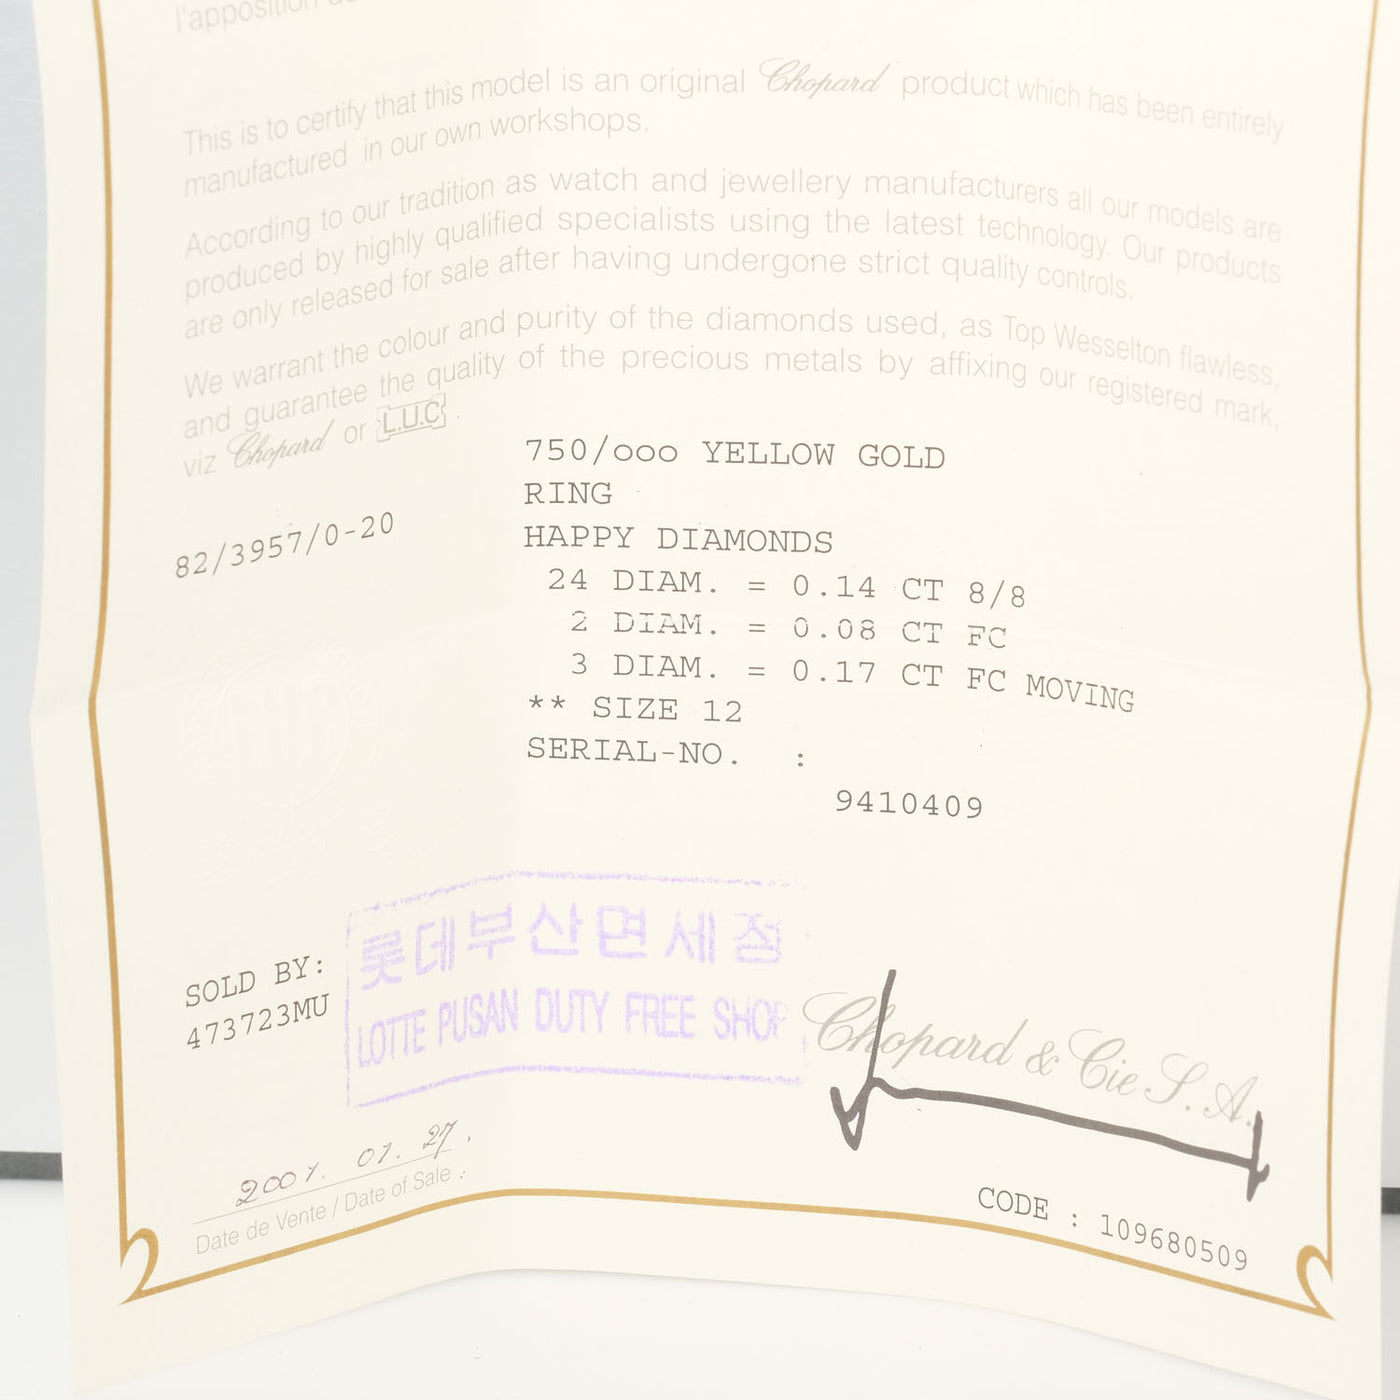 l'apposition
This is to certify that this model is an original Chopard product which has been entirely
manufactured in our own workshops.
According to our tradition as watch and jewellery manufacturers all our models are
produced by highly qualified specialists using the latest technology. Our products
are only released for sale after having undergone strict quality controls.
We warrant the colour and purity of the diamonds used, as Top Wesselton flawless,
and guarantee the quality of the precious metals by affixing our registered mark,
viz Chopard or L.U.C.
750/ooo YELLOW GOLD
RING
HAPPY DIAMONDS
82/3957/0-20
24 DIAM. = 0.14 CT 8/8
2 DIAM. = 0.08 CT FC
3 DIAM. = 0.17 CT FC MOVING
** SIZE 12
SERIAL-NO. :
9410409
SOLD BY:
473723MU
롯데부산면세점
LOTTE PUSAN DUTY FREE SHOP
Chopard & Cie S.A.
2001. 01. 27.
Date de Vente / Date of Sale :
CODE : 109680509